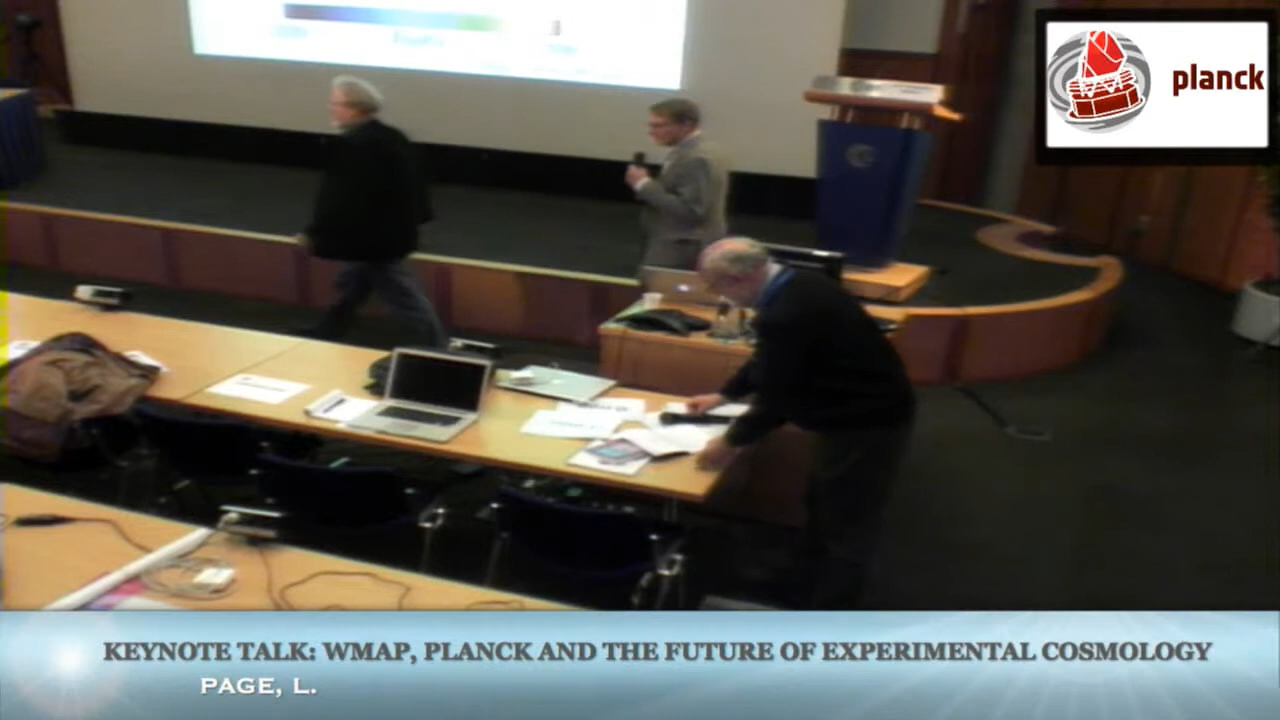 planck
KEYNOTE TALK: WMAP, PLANCK AND THE FUTURE OF EXPERIMENTAL COSMOLOGY
PAGE, L.